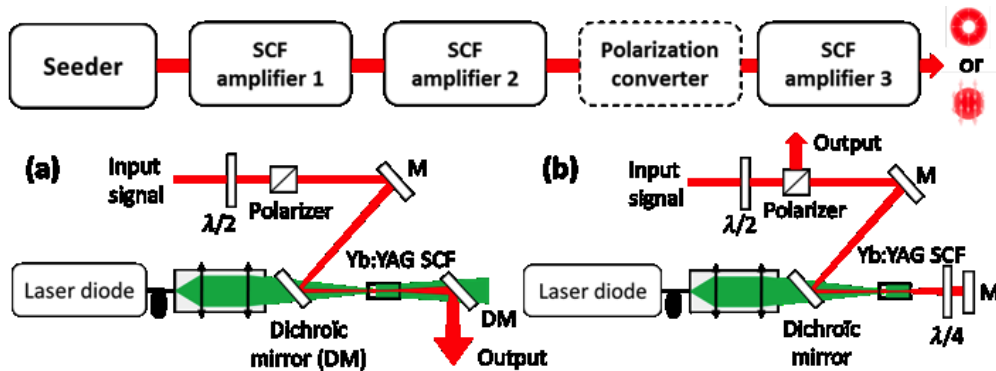 Seeder
SCF
amplifier 1
SCF
amplifier 2
Polarization
converter
SCF
amplifier 3
or
(a)
Input
signal
λ/2
Polarizer
M
Yb:YAG SCF
Laser diode
Dichroïc
mirror (DM)
DM
Output
(b)
Output
Input
signal
λ/2
Polarizer
M
Yb:YAG SCF
Laser diode
Dichroïc
mirror
λ/4
M